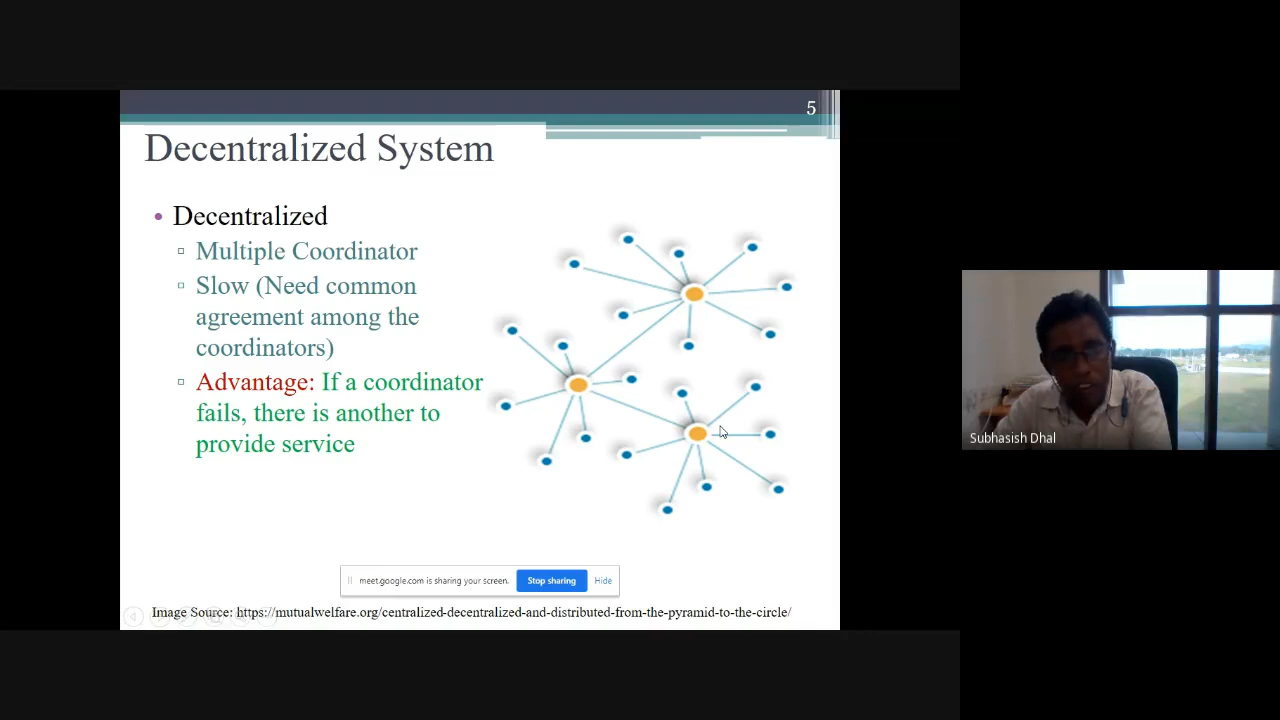 5
Decentralized System
• Decentralized
▫ Multiple Coordinator
▫ Slow (Need common
agreement among the
coordinators)
▫ Advantage: If a coordinator
fails, there is another to
provide service
meet.google.com is sharing your screen. Stop sharing Hide
Image Source: https://mutualwelfare.org/centralized-decentralized-and-distributed-from-the-pyramid-to-the-circle/
Subhasish Dhal